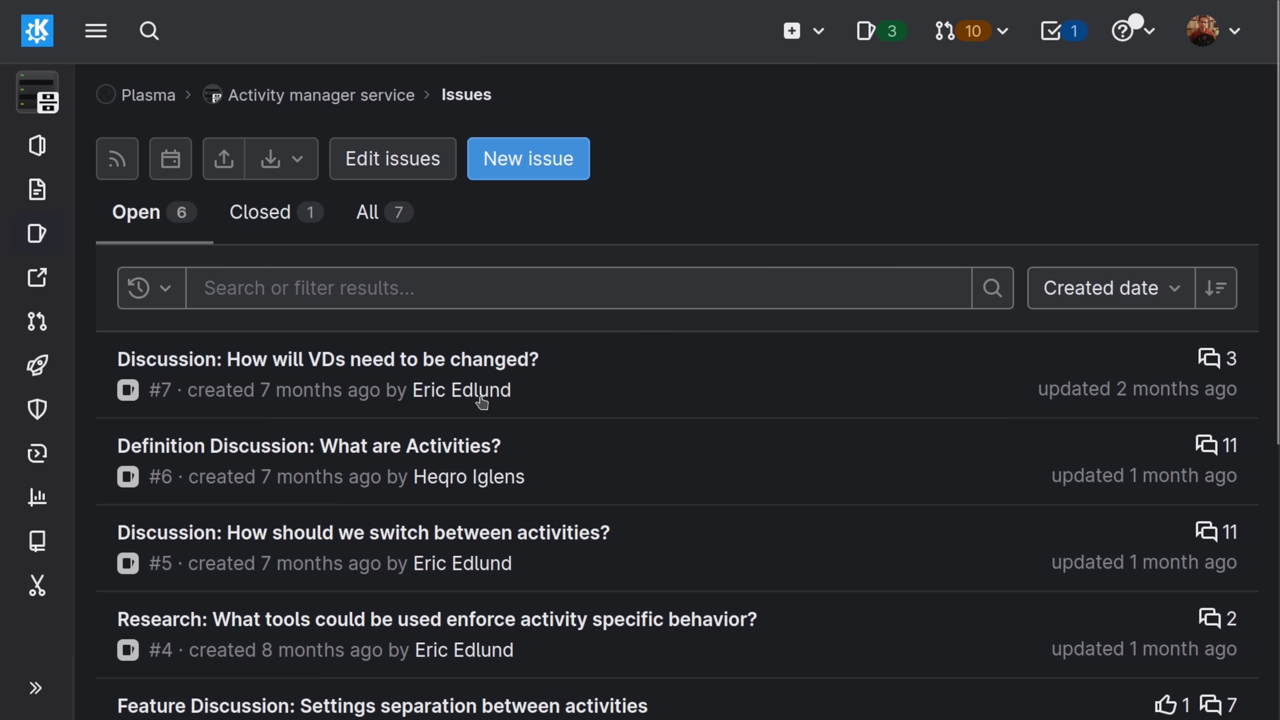 3
10
1
Plasma › Activity manager service › Issues
Edit issues
New issue
Open 6
Closed 1
All 7
Search or filter results...
Created date
Discussion: How will VDs need to be changed?
3
#7 · created 7 months ago by Eric Edlund
updated 2 months ago
Definition Discussion: What are Activities?
11
#6 · created 7 months ago by Heqro Iglens
updated 1 month ago
Discussion: How should we switch between activities?
11
#5 · created 7 months ago by Eric Edlund
updated 1 month ago
Research: What tools could be used enforce activity specific behavior?
2
#4 · created 8 months ago by Eric Edlund
updated 1 month ago
Feature Discussion: Settings separation between activities
1
7